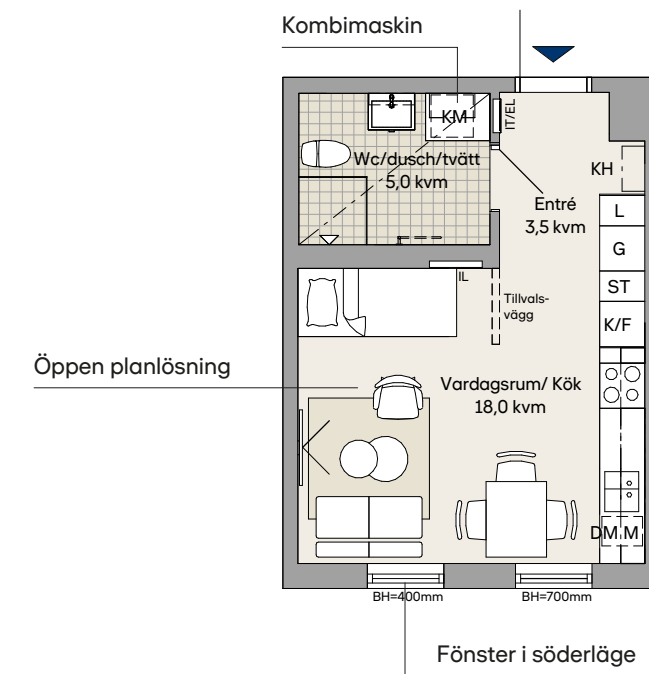 Kombimaskin
KM
IT/EL
Wc/dusch/tvätt
5,0 kvm
KH
Entré
3,5 kvm
L
G
ST
K/F
IL
Tillvals-
vägg
Öppen planlösning
Vardagsrum/ Kök
18,0 kvm
DM M
BH=400mm
BH=700mm
Fönster i söderläge